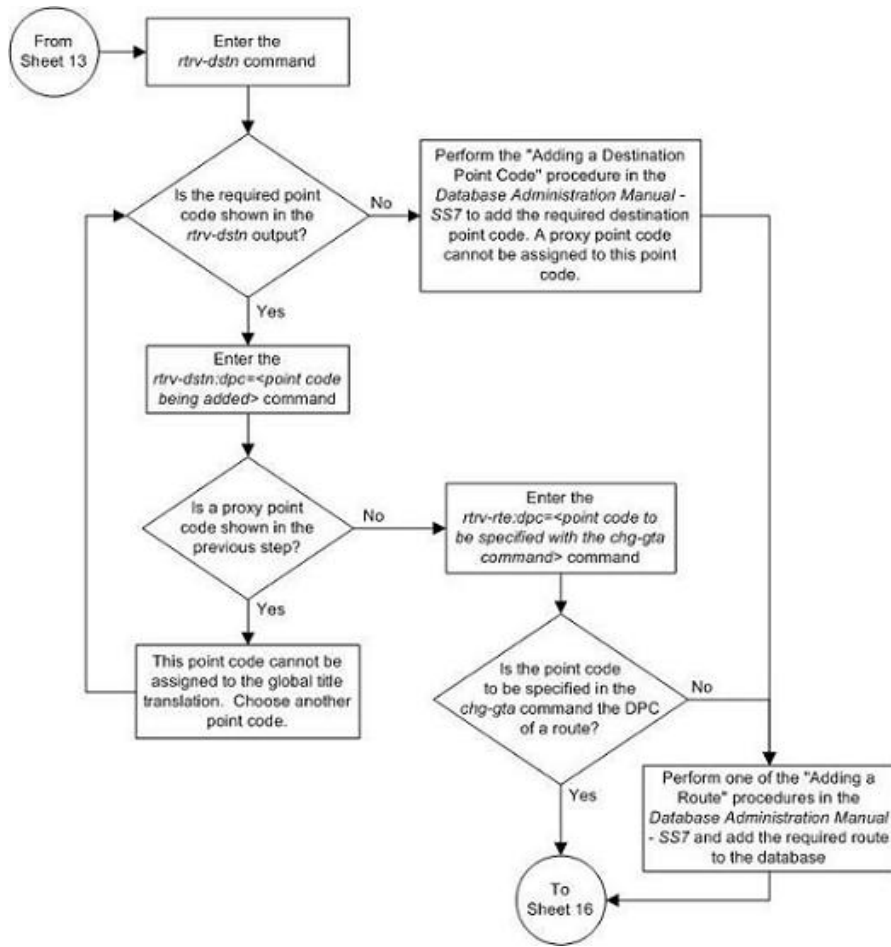 From
Sheet 13
Enter the
rtrv-dstn command
Is the required point
code shown in the
rtrv-dstn output?
No
Perform the "Adding a Destination
Point Code" procedure in the
Database Administration Manual -
SS7 to add the required destination
point code. A proxy point code
cannot be assigned to this point
code.
Yes
Enter the
rtrv-dstn:dpc=<point code
being added> command
Is a proxy point
code shown in the
previous step?
No
Enter the
rtrv-rte:dpc=<point code to
be specified with the chg-gta
command> command
Yes
This point code cannot be
assigned to the global title
translation. Choose another
point code.
Is the point code
to be specified in the
chg-gta command the DPC
of a route?
No
Yes
Perform one of the "Adding a
Route" procedures in the
Database Administration Manual
- SS7 and add the required route
to the database
To
Sheet 16